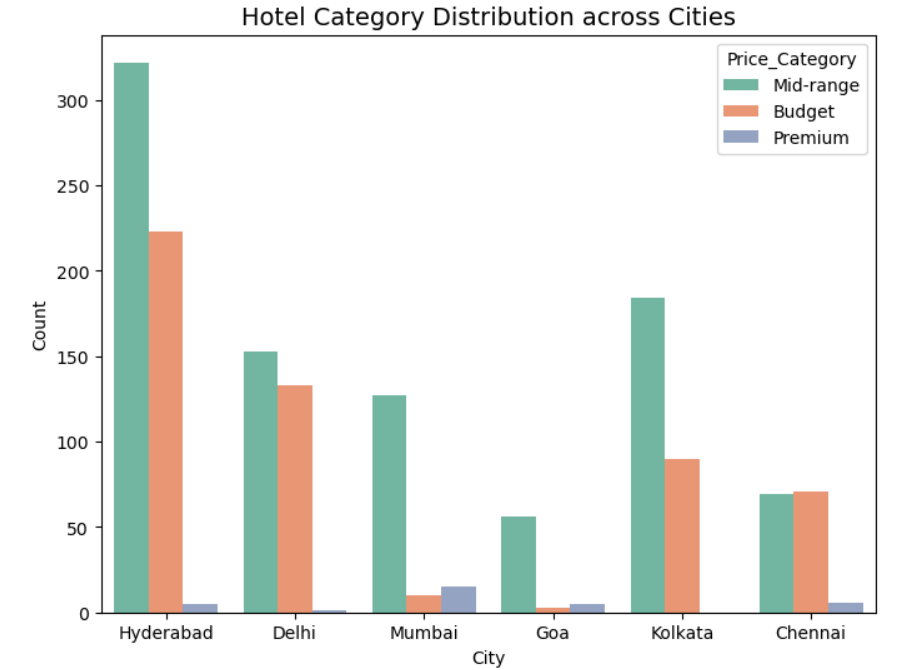 Hotel Category Distribution across Cities
Price_Category
Mid-range
Budget
Premium
Count
300
250
200
150
100
50
0
Hyderabad
Delhi
Mumbai
Goa
Kolkata
Chennai
City